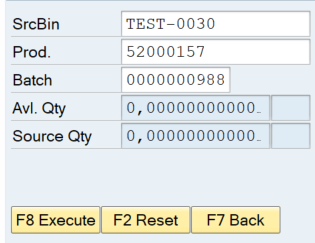 SrcBin TEST-0030
Prod. 52000157
Batch 0000000988
Avl. Qty 0,00000000000…
Source Qty 0,00000000000…
F8 Execute F2 Reset F7 Back